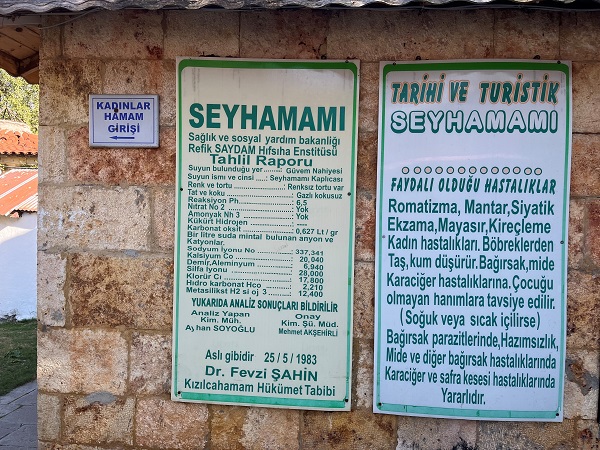 KADINLAR
HAMAM
GİRİŞİ
SEYHAMAMI
Sağlık ve sosyal yardım bakanlığı
Refik SAYDAM Hıfsıha Enstitüsü
Tahlil Raporu
Suyun bulunduğu yer .......: Güvem Nahiyesi
Suyun ismi ve cinsi ....: Seyhamamı Kaplıcası
Renk ve tortu ................: Renksız tortu var
Tat ve koku ..................: Gazlı kokusuz
Reaksiyon Ph ................ 6,5
Nıtrat No 2 .................... Yok
Amonyak Nh 3 .............. Yok
Kükürt Hidrojen ............ ----
Karbonat oksit .............. 0,627 Lt / gr
Bir litre suda mintal bulunan anyon ve
Katyonlar.
Sodyum İyonu No ......... 337,341
Kalsiyum Co ................ 20,040
Demir,Aleminyum ......... 6,940
Silfa İyonu ................... 28,000
Klorür Cı ..................... 17,800
Hıdro karbonat Hco ........ 2,210
Metasilikst H2 si oj 3 ....... 12,400
YUKARIDA ANALİZ SONUÇLARI BİLDİRİLİR
Analiz Yapan Onay
Kim. Müh. Kim. Şü. Müd.
Ayhan SOYOĞLU Mehmet AKŞEHİRLİ
Aslı gibidir 25 / 5 / 1983
Dr. Fevzi ŞAHİN
Kızılcahamam Hükümet Tabibi
TARİHİ VE TURİSTİK
SEYHAMAMI
FAYDALI OLDUĞU HASTALIKLAR
Romatizma, Mantar,Siyatik
Ekzama,Mayasır,Kireçleme
Kadın hastalıkları. Böbreklerden
Taş, kum düşürür. Bağırsak,mide
Karaciğer hastalıklarına,Çocuğu
olmayan hanımlara tavsiye edilir.
(Soğuk veya sıcak içilirse)
Bağırsak parazitlerinde,Hazımsızlık,
Mide ve diğer bağırsak hastalıklarında
Karaciğer ve safra kesesi hastalıklarında
Yararlıdır.